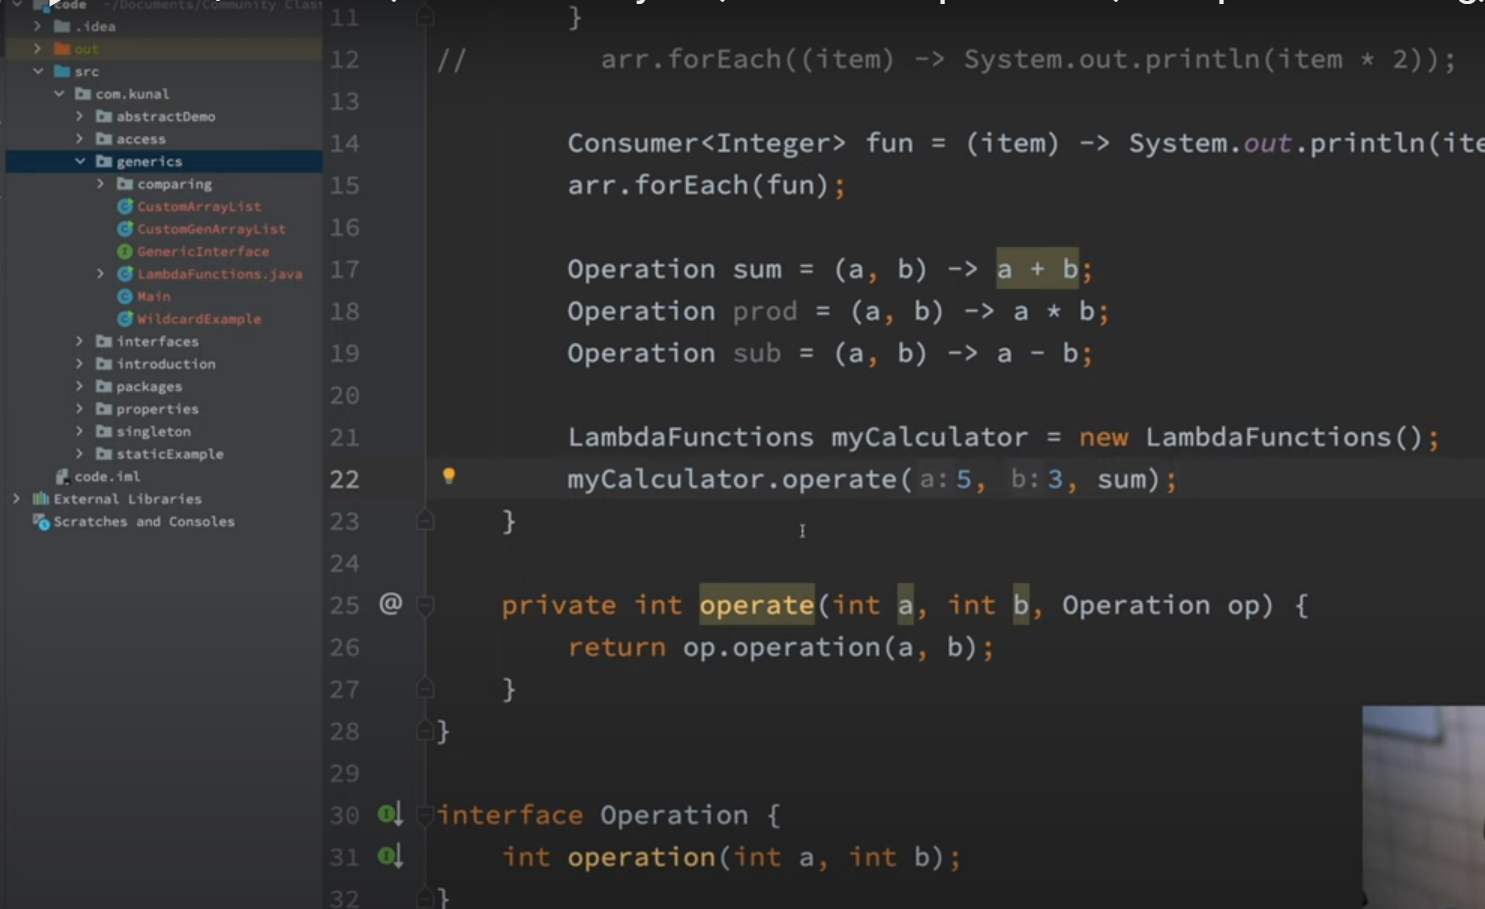 code ~/Documents/Community Clas
.idea
out
src
com.kunal
abstractDemo
access
generics
comparing
CustomArrayList
CustomGenArrayList
GenericInterface
LambdaFunctions.java
Main
WildcardExample
interfaces
introduction
packages
properties
singleton
staticExample
code.iml
External Libraries
Scratches and Consoles
11 }
12 // arr.forEach((item) -> System.out.println(item * 2));
13
14 Consumer<Integer> fun = (item) -> System.out.println(ite
15 arr.forEach(fun);
16
17 Operation sum = (a, b) -> a + b;
18 Operation prod = (a, b) -> a * b;
19 Operation sub = (a, b) -> a - b;
20
21 LambdaFunctions myCalculator = new LambdaFunctions();
22 myCalculator.operate( a: 5, b: 3, sum);
23 }
24
25 @ private int operate(int a, int b, Operation op) {
26 return op.operation(a, b);
27 }
28 }
29
30 interface Operation {
31 int operation(int a, int b);
32 }